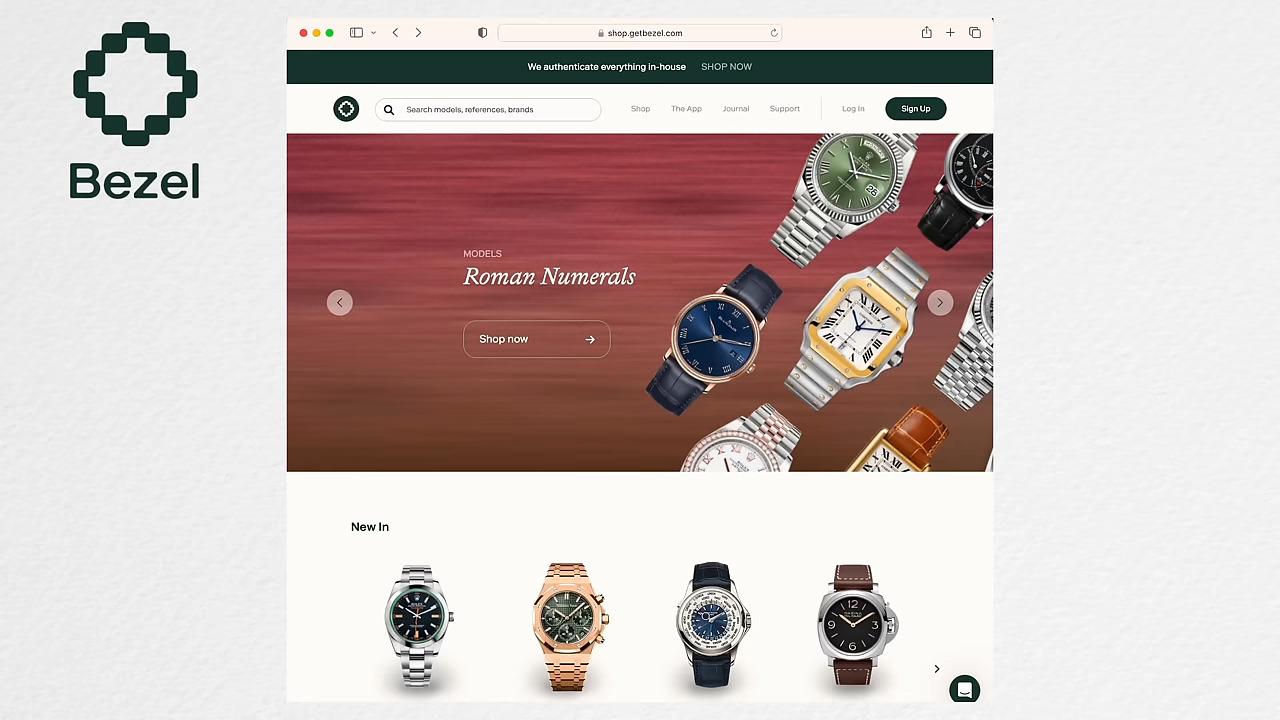 Bezel
shop.getbezel.com
We authenticate everything in-house SHOP NOW
Search models, references, brands
Shop The App Journal Support Log In Sign Up
MODELS
Roman Numerals
Shop now
New In